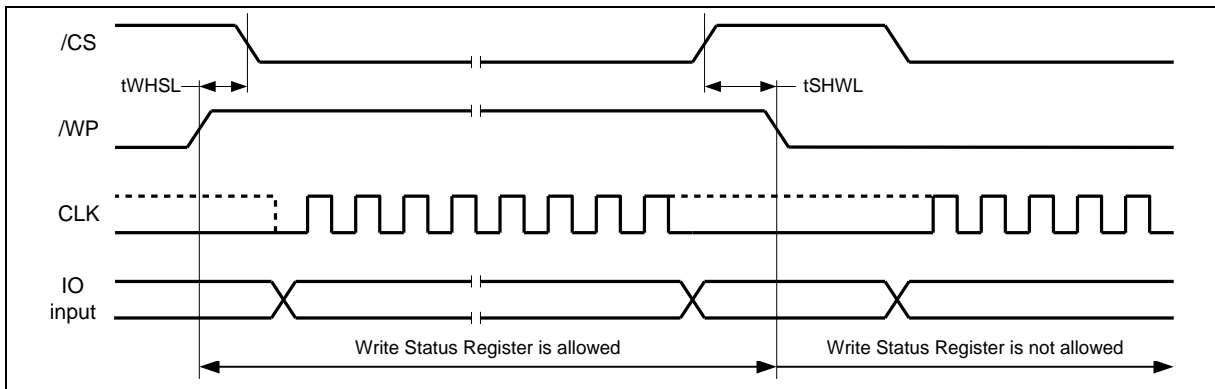 /CS
tWHSL
tSHWL
/WP
CLK
IO
input
Write Status Register is allowed
Write Status Register is not allowed